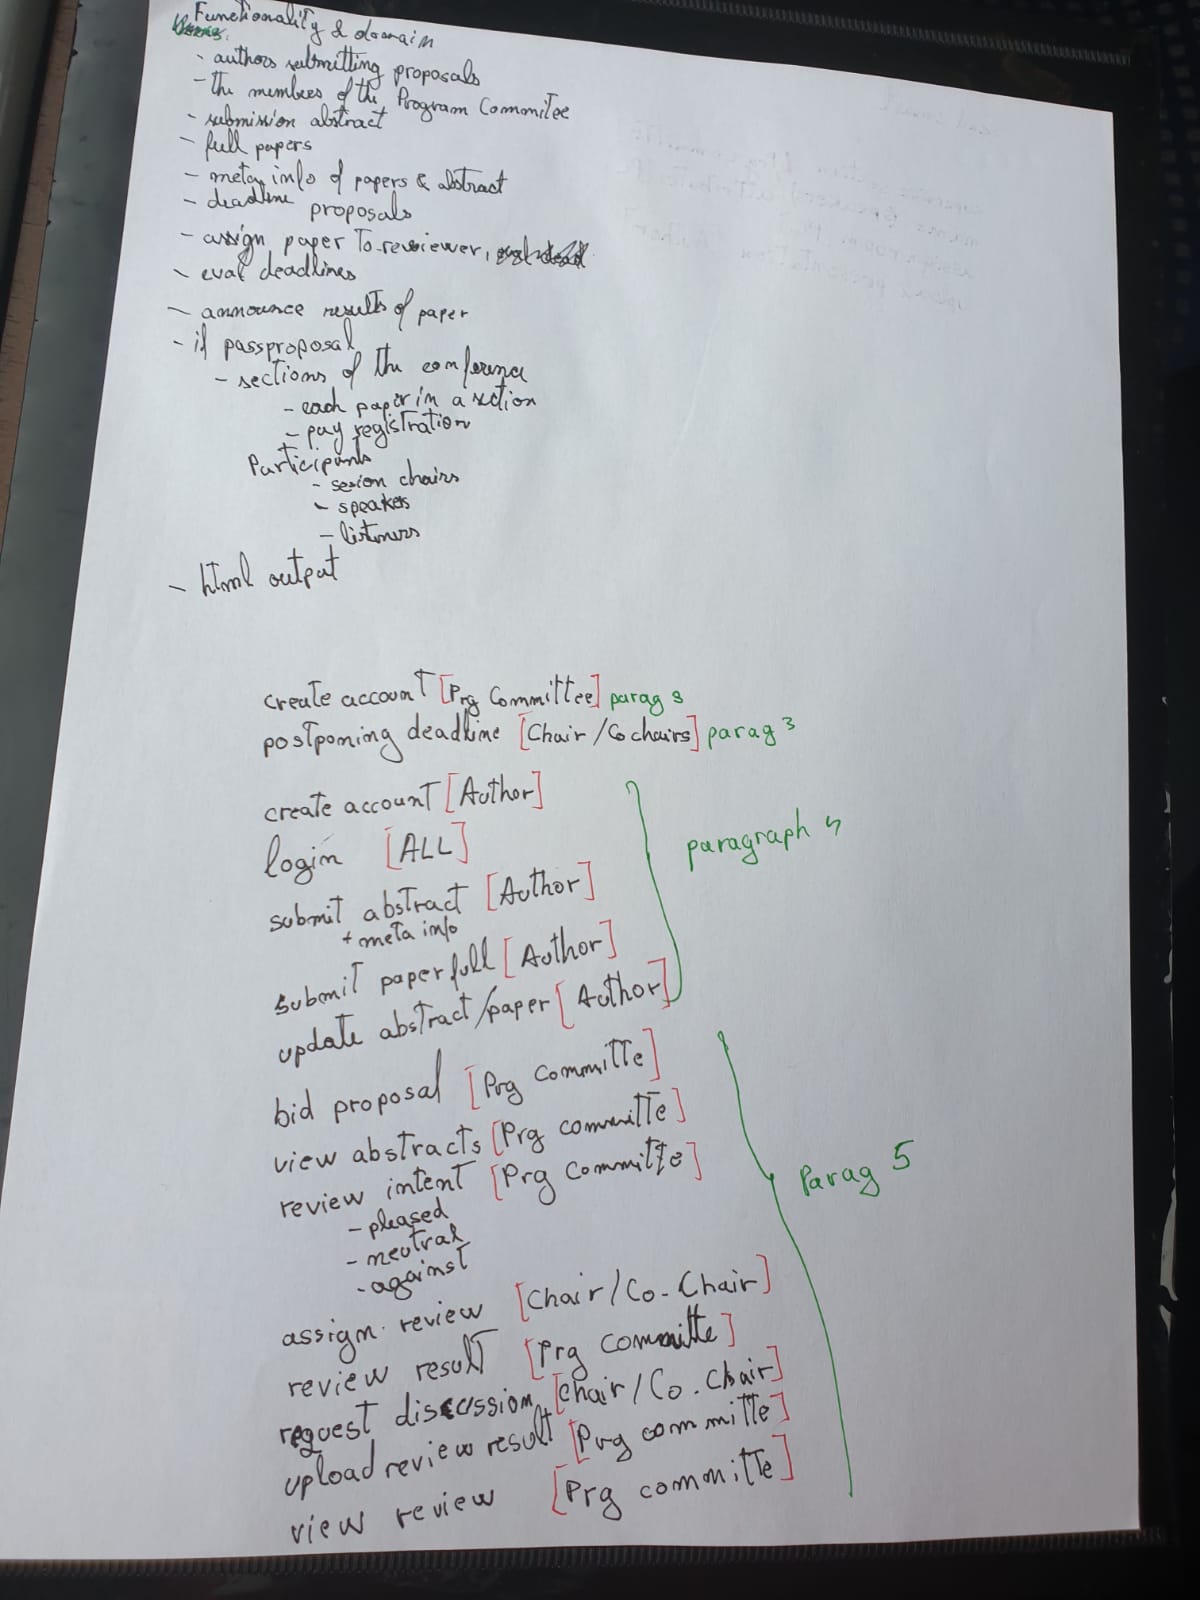 Functionality & domain
- authors submitting proposals
- the membees of the Program Commitee
- submission abstract
- full papers
- meta info of papers & abstract
- deadline proposals
- assign paper to reviewer,
- eval deadlines
- announce results of paper
- if pass proposal
- sections of the conference
- each paper in a section
- pay registration
Participants
- sesion chairs
- speakers
- listeners
- html output
create account [Prg Committee] parag 3
postponing deadline [Chair/Cochairs] parag 3
create account [Author]
login [ALL]
paragraph 4
submit abstract [Author]
+ meta info
submit paper full [Author]
update abstract/paper [Author]
bid proposal [Prg Committe]
view abstracts [Prg committe]
review intent [Prg Committe]
Parag 5
- pleased
- neutral
- against
assign review [Chair/Co-Chair]
review result [Prg committe]
request discussion [Chair/Co-Chair]
upload review result [Prg committe]
view review [Prg committe]